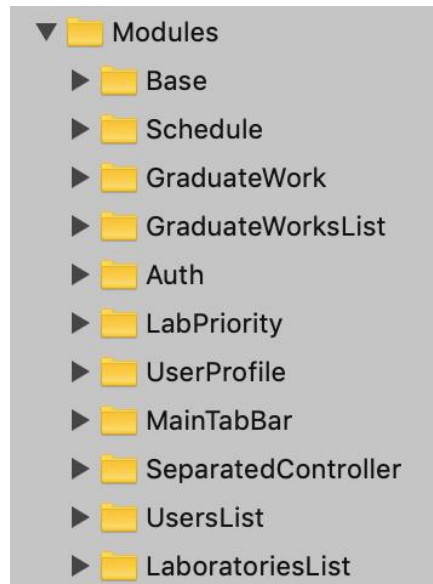 Modules
Base
Schedule
GraduateWork
GraduateWorksList
Auth
LabPriority
UserProfile
MainTabBar
SeparatedController
UsersList
LaboratoriesList